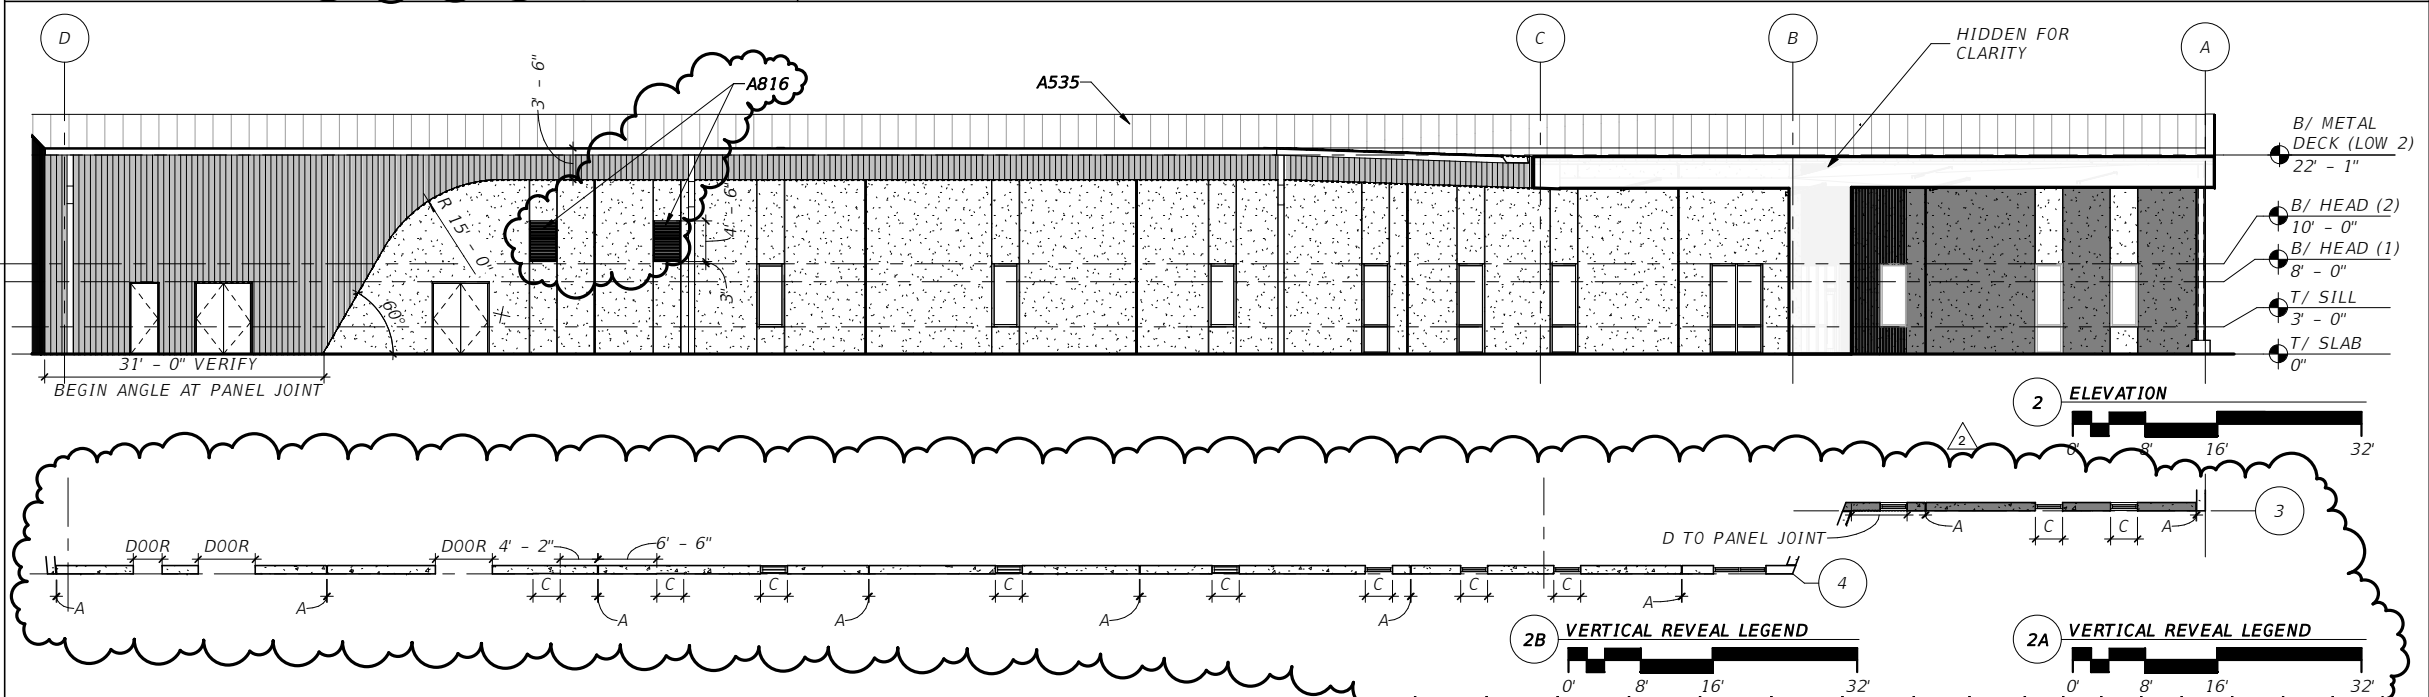 D
C
B
A
HIDDEN FOR
CLARITY
3' - 6"
A816
A535
B/ METAL
DECK (LOW 2)
22' - 1"
B/ HEAD (2)
10' - 0"
B/ HEAD (1)
8' - 0"
T/ SILL
3' - 0"
T/ SLAB
0"
R 15' - 0"
4' - 6"
3"
60°
31' - 0" VERIFY
BEGIN ANGLE AT PANEL JOINT
2 ELEVATION
0' 8' 16' 32'
2
3
A C C A
D TO PANEL JOINT
DOOR DOOR DOOR 4' - 2" 6' - 6"
4
C C C C C C C C
A A A A A A A
2B VERTICAL REVEAL LEGEND
0' 8' 16' 32'
2A VERTICAL REVEAL LEGEND
0' 8' 16' 32'